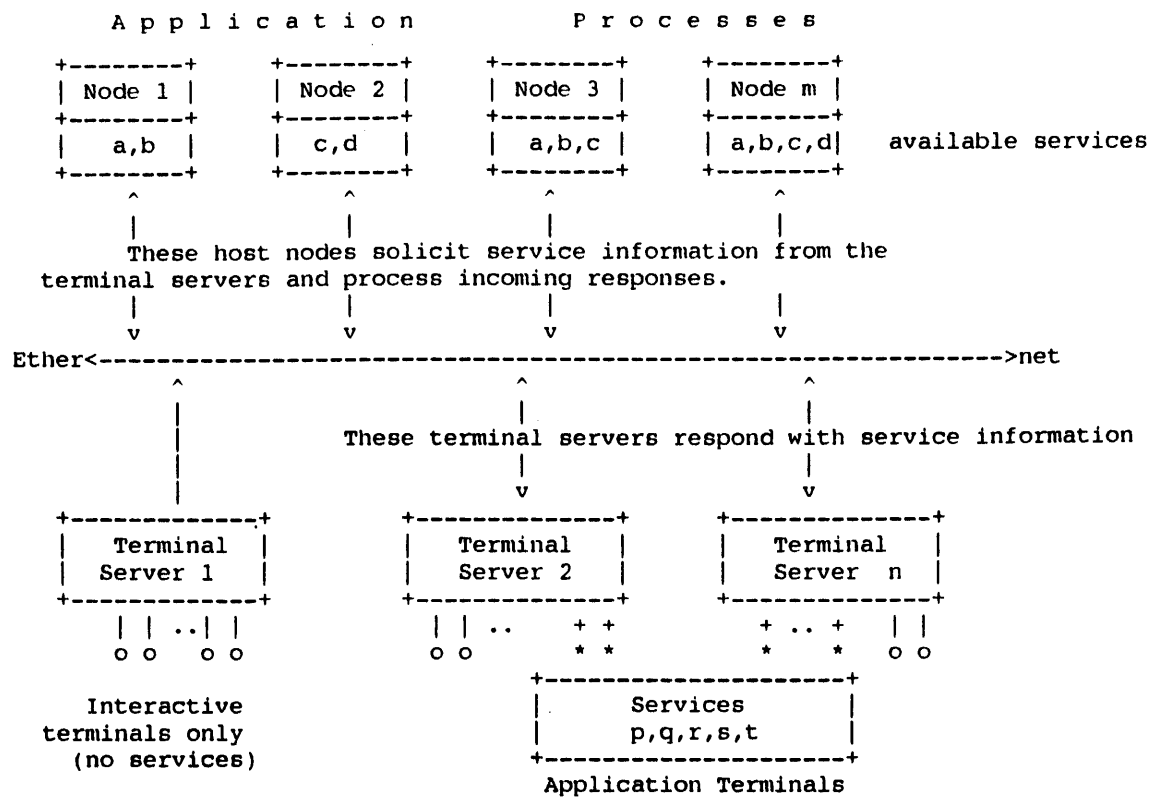 A p p l i c a t i o n P r o c e s s e s
Node 1 Node 2 Node 3 Node m
a,b c,d a,b,c a,b,c,d available services
These host nodes solicit service information from the
terminal servers and process incoming responses.
Ether<--------------------------------------------------------------->net
These terminal servers respond with service information
Terminal Terminal Terminal
Server 1 Server 2 Server n
| | ..| | | | .. + + + .. + | |
o o o o o o * * * * o o
Interactive Services
terminals only p,q,r,s,t
(no services)
Application Terminals